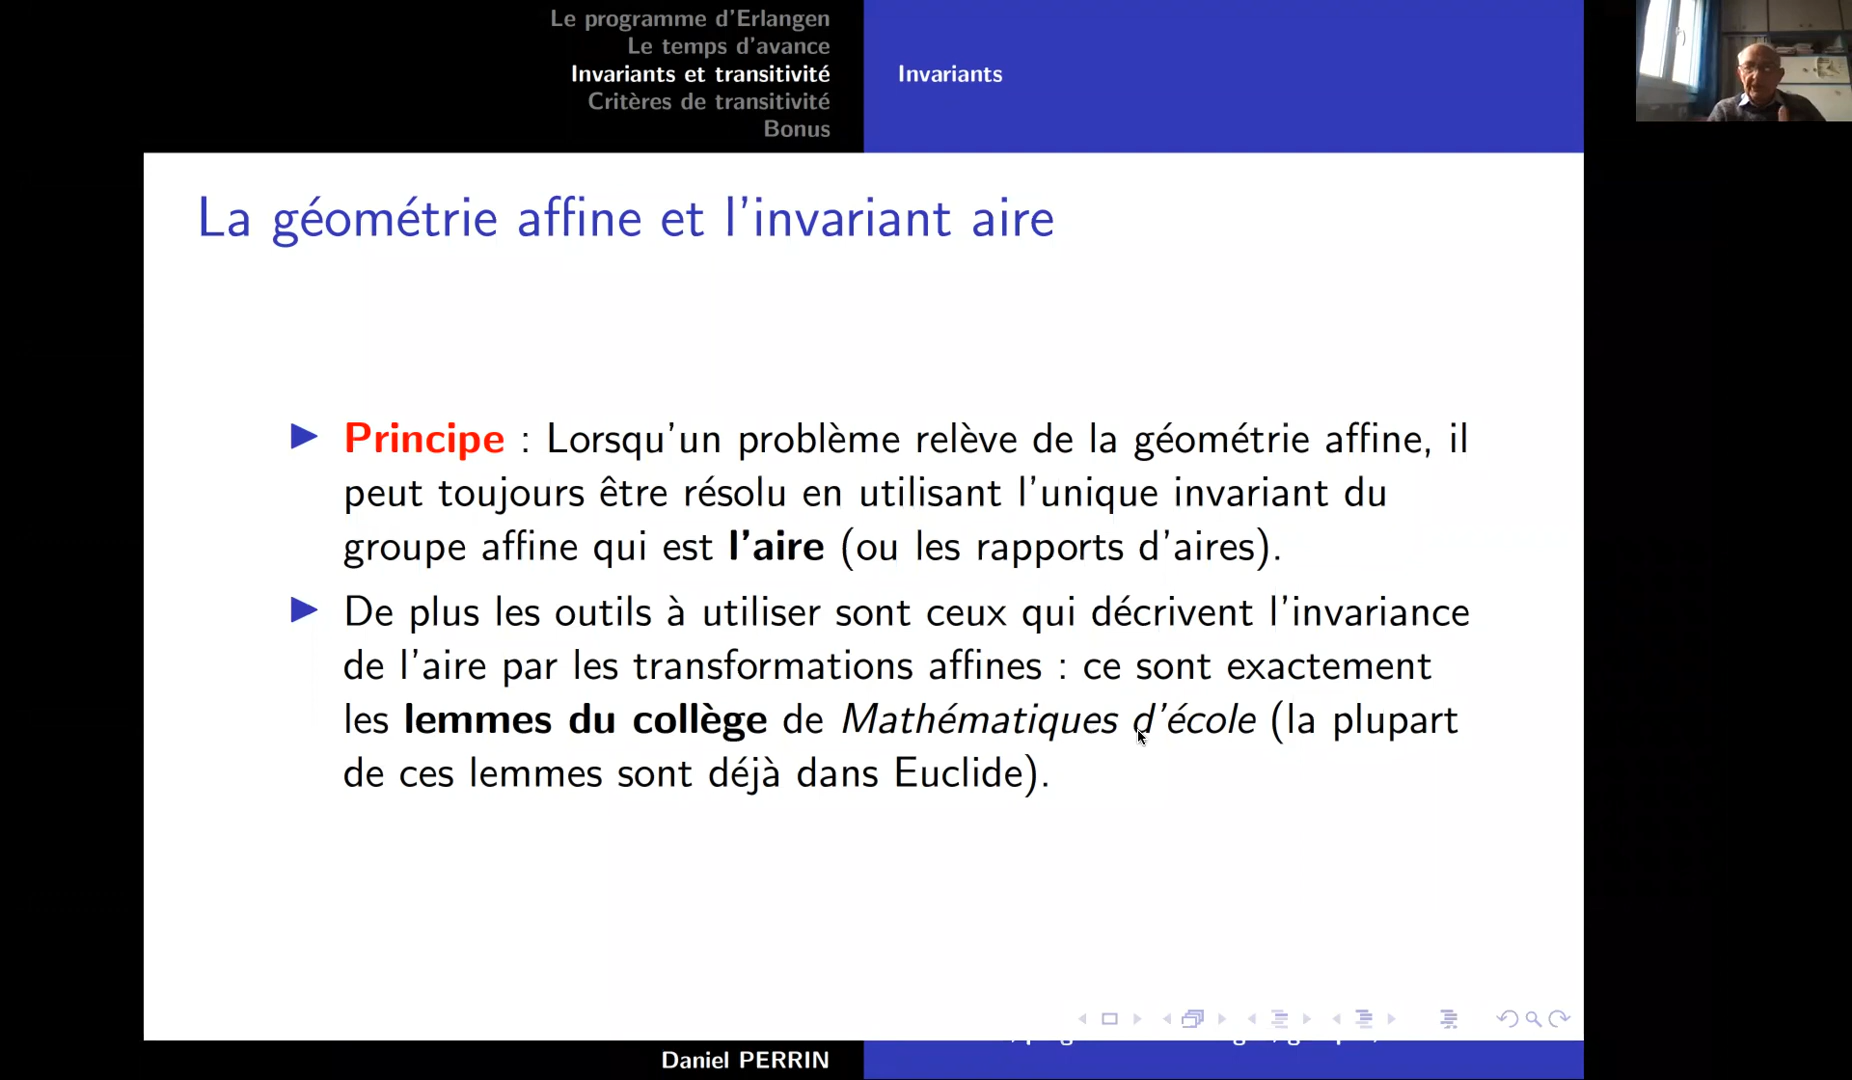 Le programme d'Erlangen
Le temps d'avance
Invariants et transitivité
Critères de transitivité
Bonus
Invariants
La géométrie affine et l'invariant aire
Principe : Lorsqu'un problème relève de la géométrie affine, il
peut toujours être résolu en utilisant l'unique invariant du
groupe affine qui est l'aire (ou les rapports d'aires).
De plus les outils à utiliser sont ceux qui décrivent l'invariance
de l'aire par les transformations affines : ce sont exactement
les lemmes du collège de Mathématiques d'école (la plupart
de ces lemmes sont déjà dans Euclide).
Daniel PERRIN